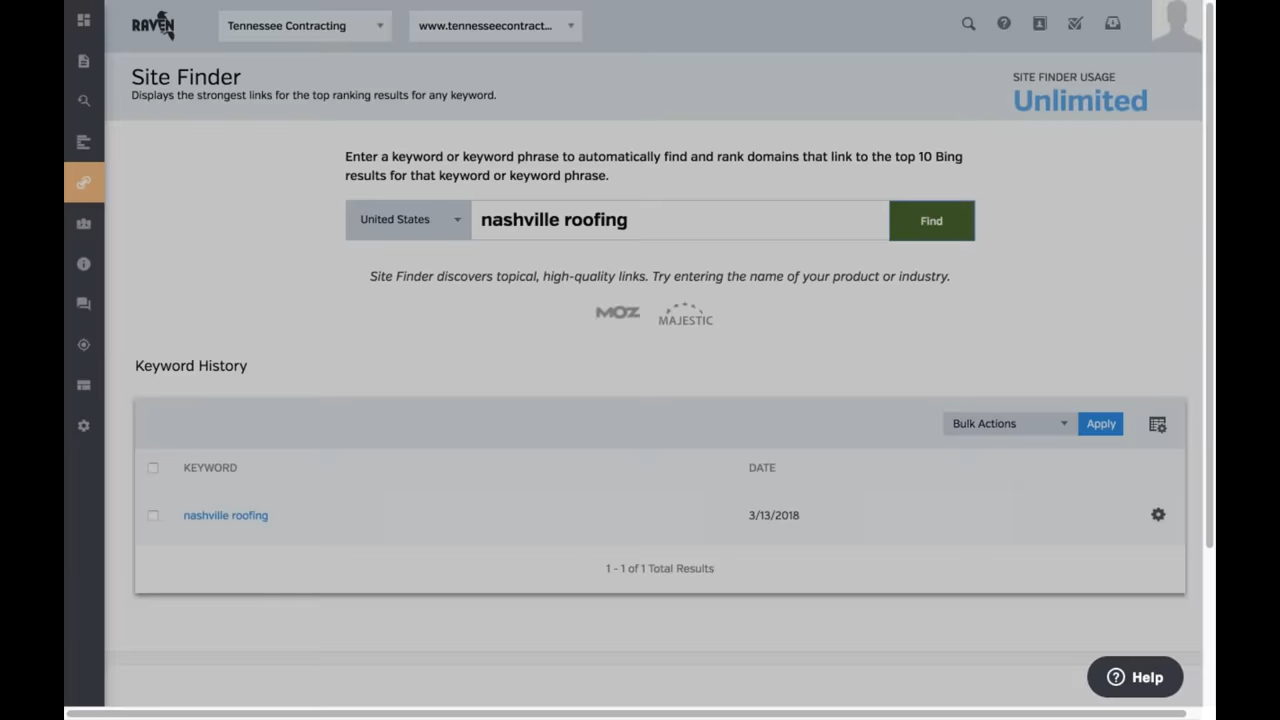 RAVEN
Tennessee Contracting
www.tennesseecontract...
Site Finder
Displays the strongest links for the top ranking results for any keyword.
SITE FINDER USAGE
Unlimited
Enter a keyword or keyword phrase to automatically find and rank domains that link to the top 10 Bing
results for that keyword or keyword phrase.
United States
nashville roofing
Find
Site Finder discovers topical, high-quality links. Try entering the name of your product or industry.
MOZ
MAJESTIC
Keyword History
Bulk Actions
Apply
KEYWORD
DATE
nashville roofing
3/13/2018
1 - 1 of 1 Total Results
Help